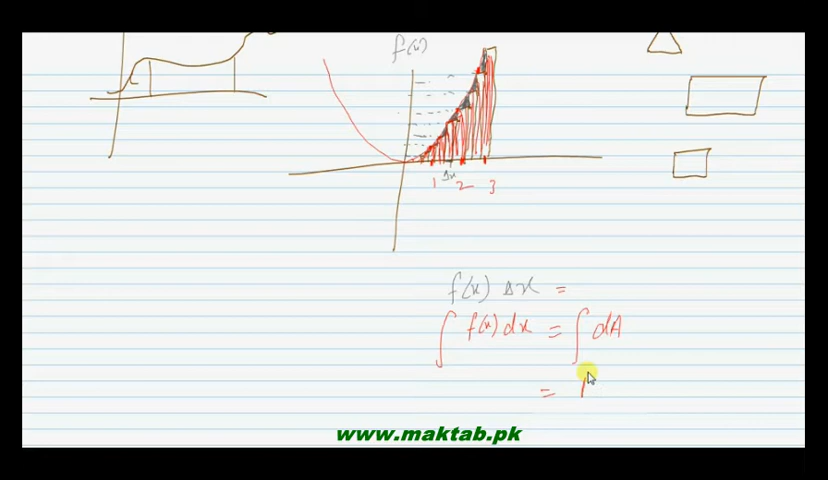 f(x)
1 Δx 2 3
f(x) Δx =
∫ f(x) dx = ∫ dA
=
www.maktab.pk